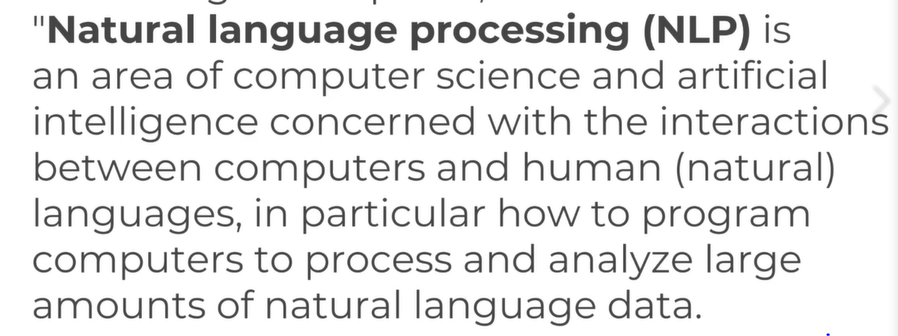 "Natural language processing (NLP) is
an area of computer science and artificial
intelligence concerned with the interactions
between computers and human (natural)
languages, in particular how to program
computers to process and analyze large
amounts of natural language data.